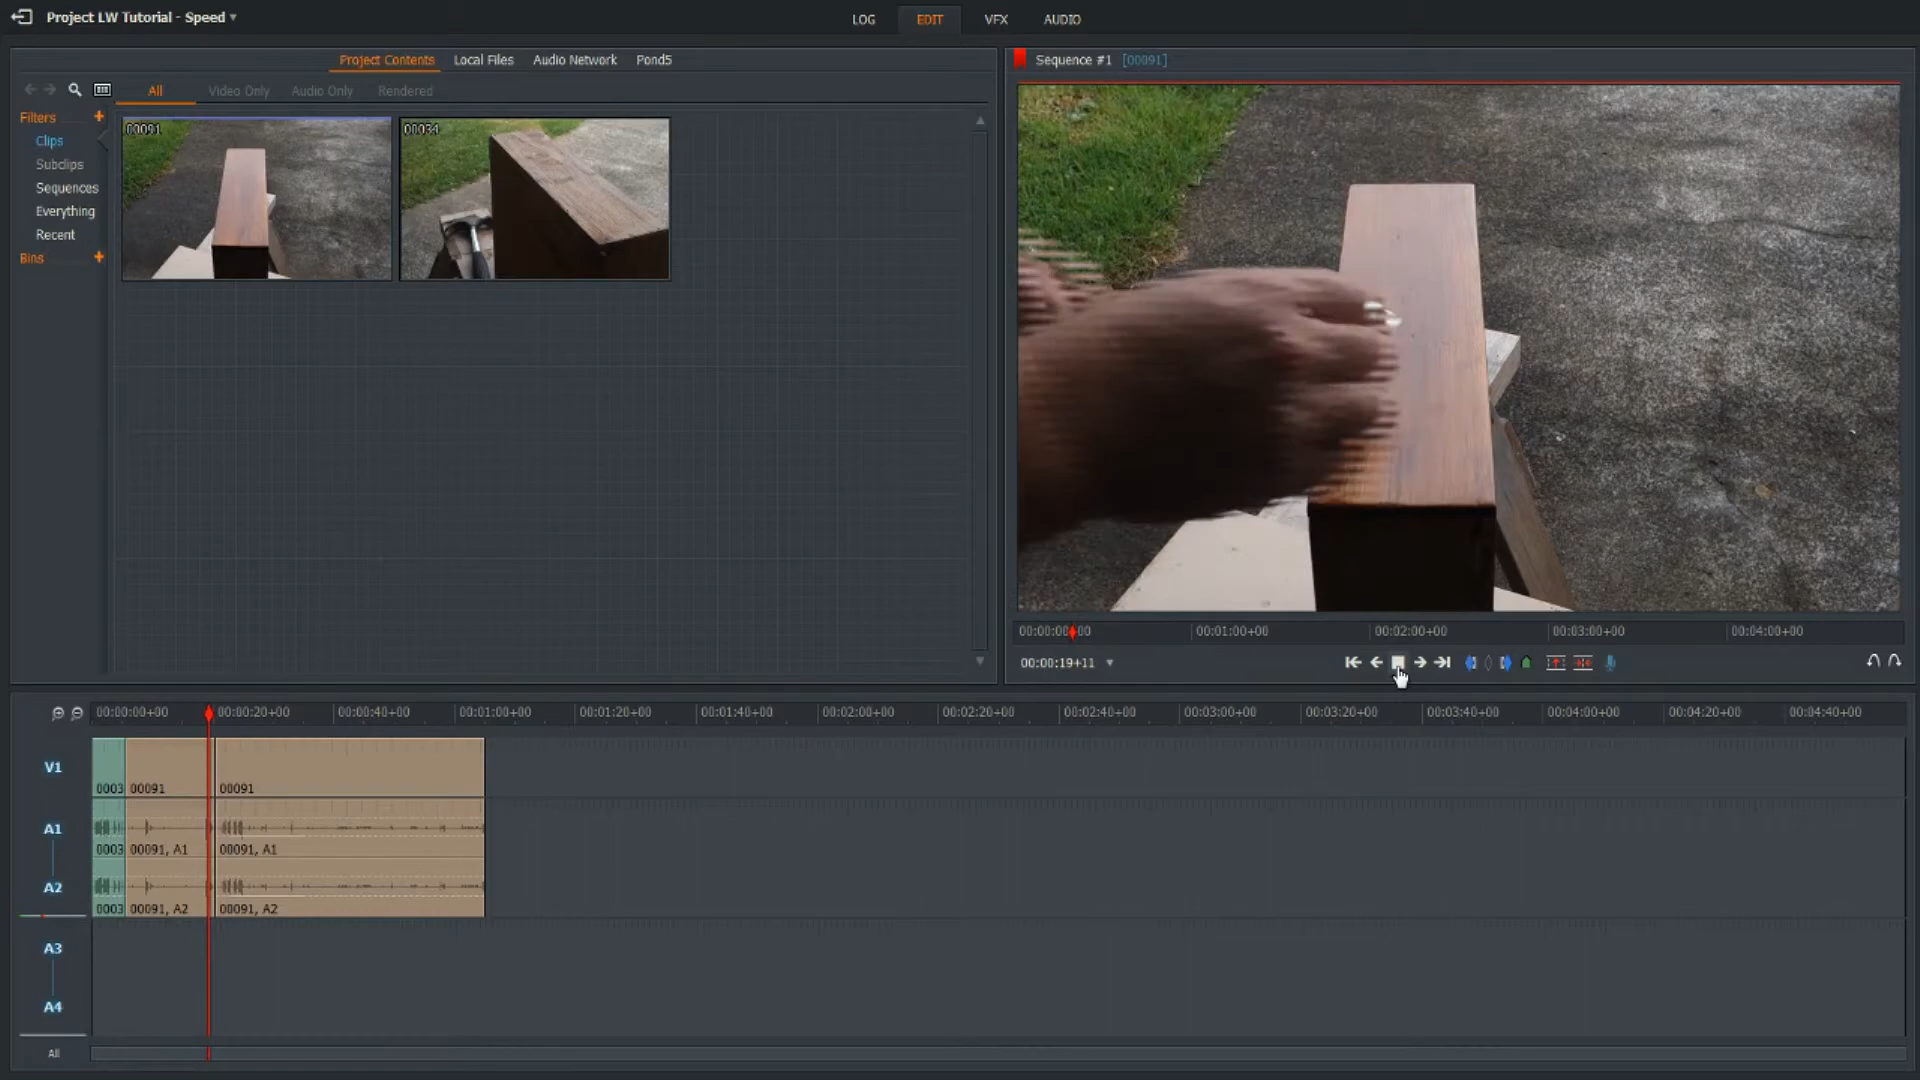 Project LW Tutorial - Speed
LOG EDIT VFX AUDIO
Project Contents Local Files Audio Network Pond5
All Video Only Audio Only Rendered
Filters +
Clips
Subclips
Sequences
Everything
Recent
Bins +
00091
00034
Sequence #1 [00091]
00:00:00+00 00:01:00+00 00:02:00+00 00:03:00+00 00:04:00+00
00:00:19+11
00:00:00+00 00:00:20+00 00:00:40+00 00:01:00+00 00:01:20+00 00:01:40+00 00:02:00+00 00:02:20+00 00:02:40+00 00:03:00+00 00:03:20+00 00:03:40+00 00:04:00+00 00:04:20+00 00:04:40+00
V1
0003 00091 00091
A1
0003 00091, A1 00091, A1
A2
0003 00091, A2 00091, A2
A3
A4
All